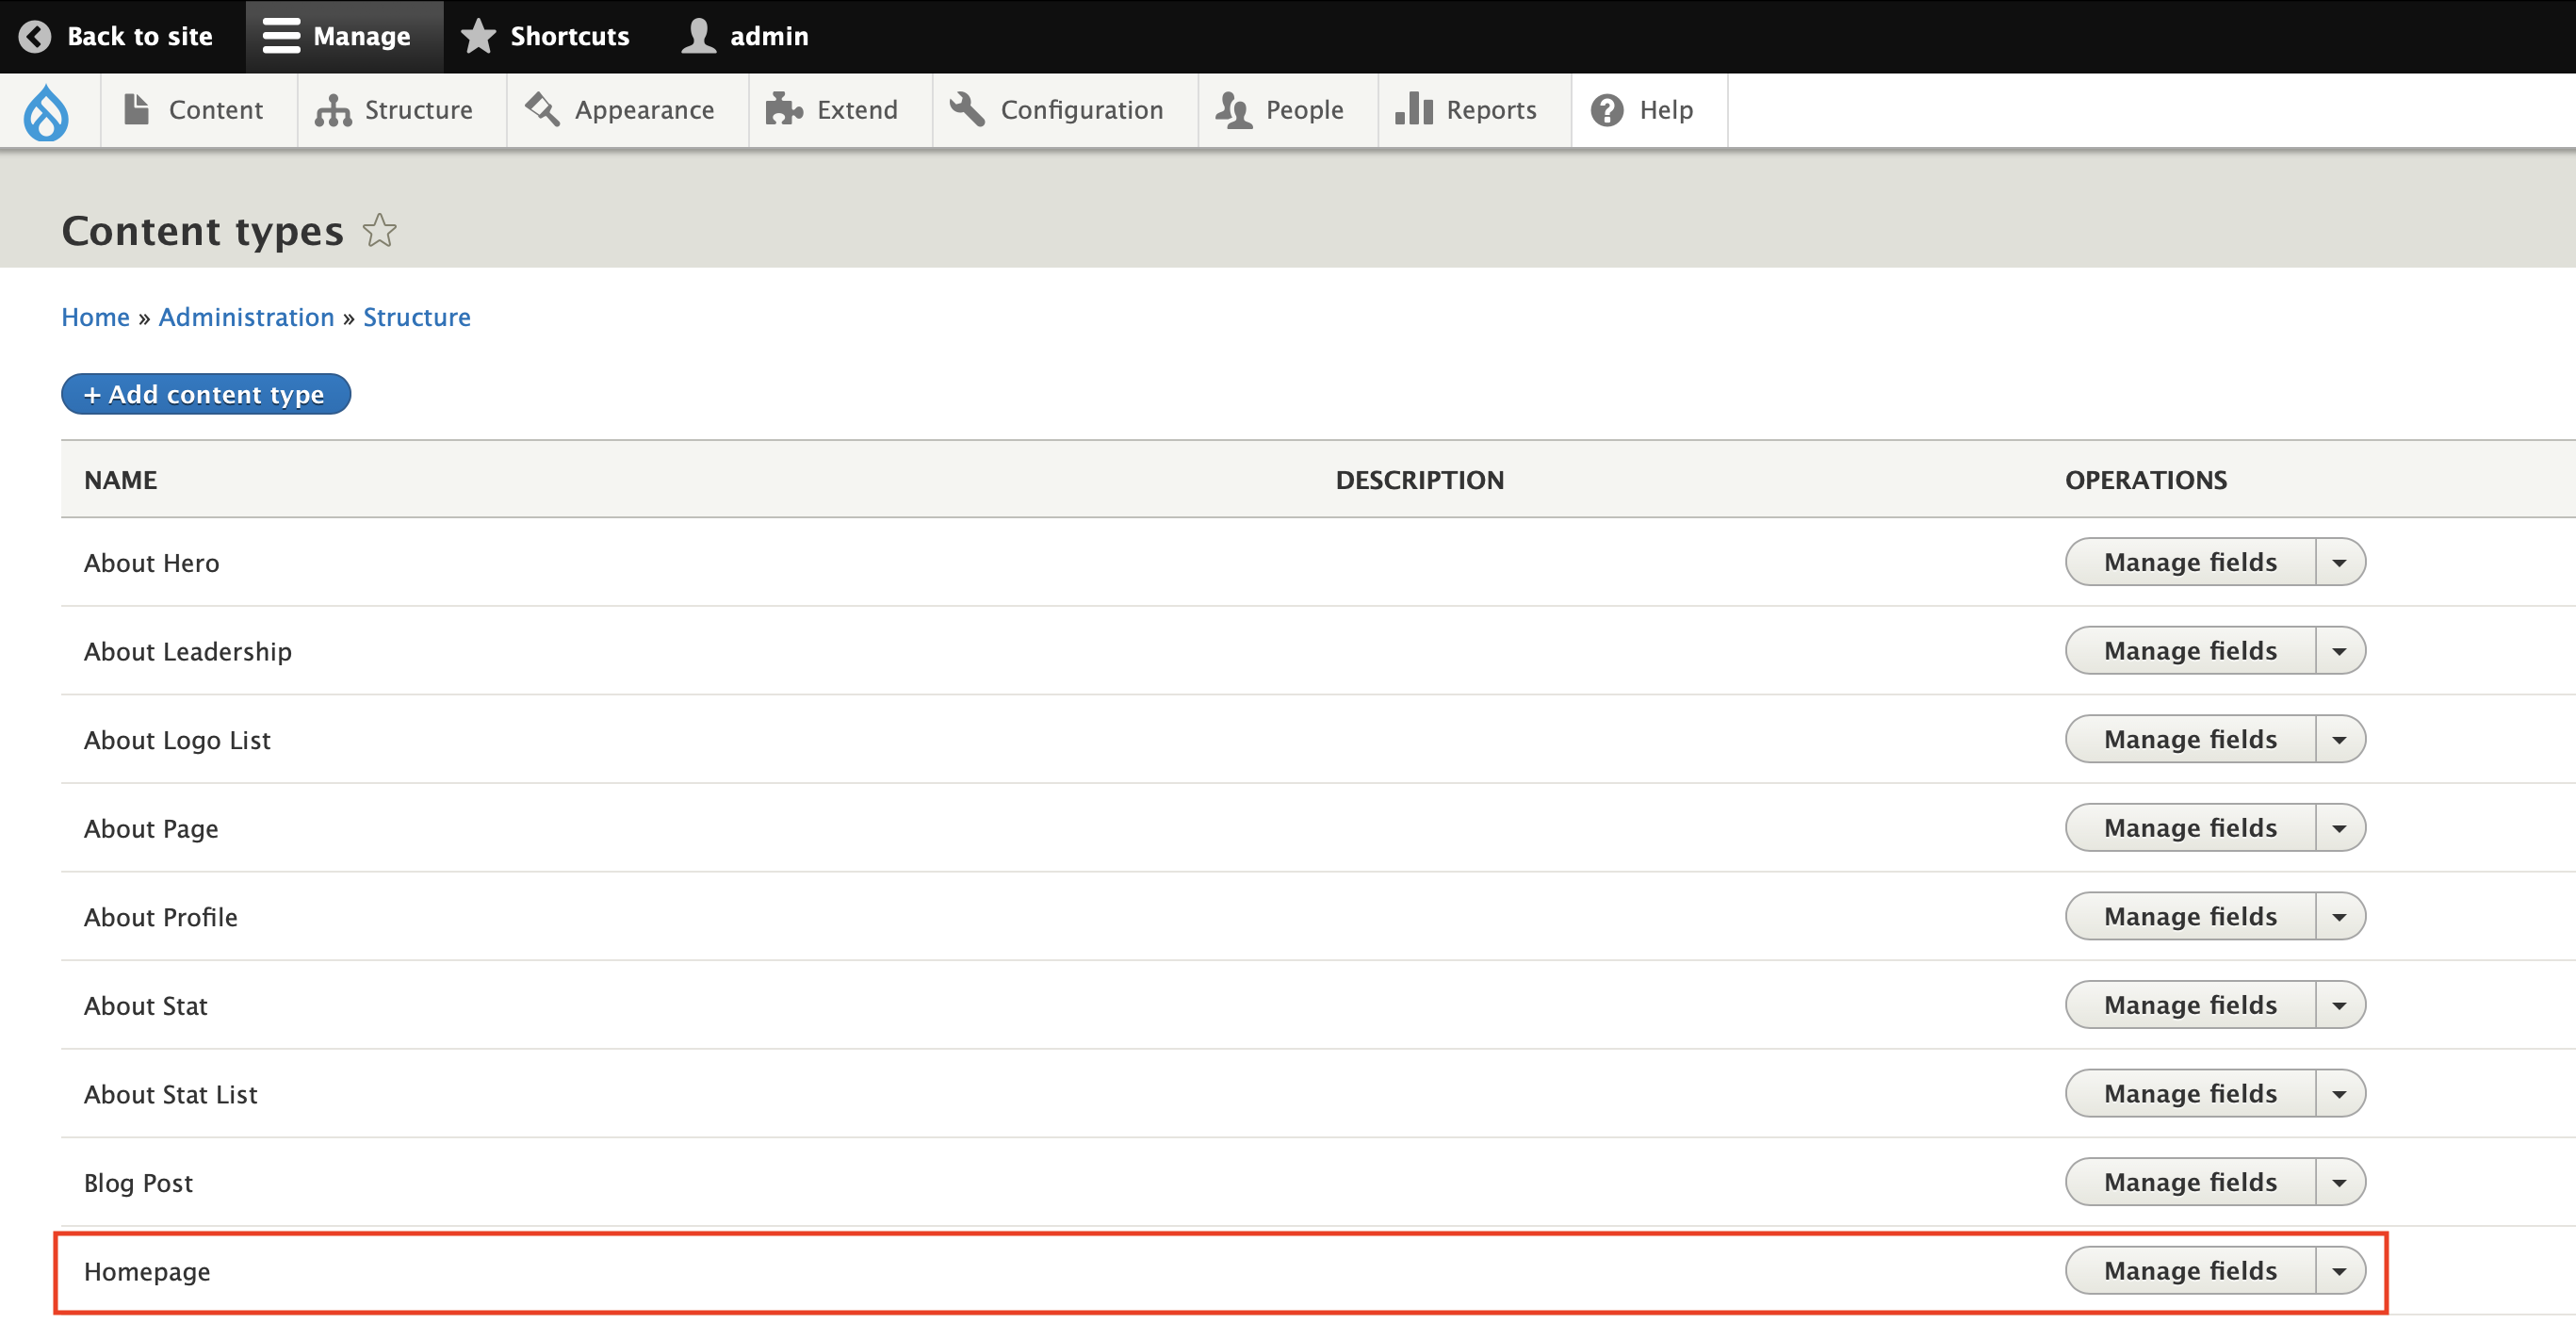 Back to site Manage Shortcuts admin
Content Structure Appearance Extend Configuration People Reports Help
Content types
Home » Administration » Structure
+ Add content type
NAME DESCRIPTION OPERATIONS
About Hero Manage fields
About Leadership Manage fields
About Logo List Manage fields
About Page Manage fields
About Profile Manage fields
About Stat Manage fields
About Stat List Manage fields
Blog Post Manage fields
Homepage Manage fields